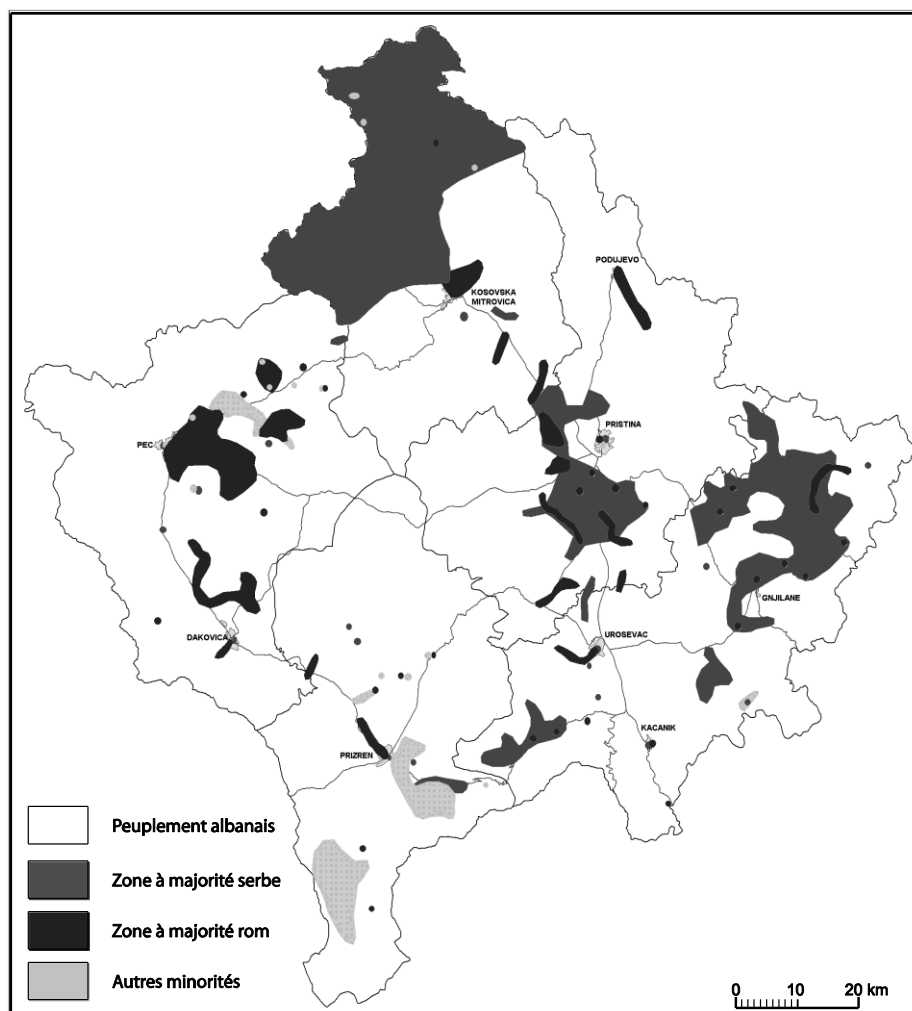 PODUJEVO
KOSOVSKA
MITROVICA
PRISTINA
PEC
GNJILANE
DAKOVICA
UROSEVAC
KACANIK
PRIZREN
Peuplement albanais
Zone à majorité serbe
Zone à majorité rom
Autres minorités
0 10 20 km